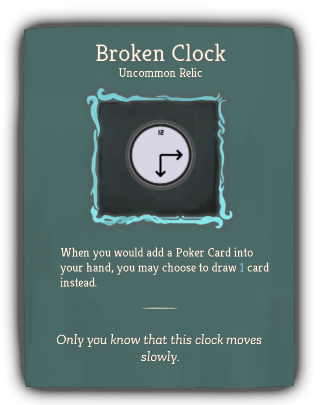 Broken Clock
Uncommon Relic
12
When you would add a Poker Card into
your hand, you may choose to draw 1 card
instead.
Only you know that this clock moves
slowly.